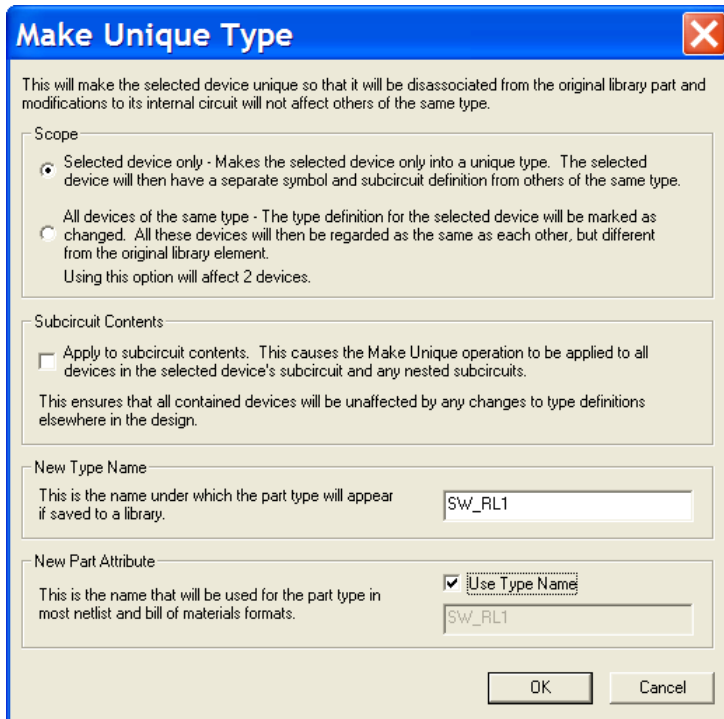 Make Unique Type
This will make the selected device unique so that it will be disassociated from the original library part and
modifications to its internal circuit will not affect others of the same type.
Scope
Selected device only - Makes the selected device only into a unique type. The selected
device will then have a separate symbol and subcircuit definition from others of the same type.
All devices of the same type - The type definition for the selected device will be marked as
changed. All these devices will then be regarded as the same as each other, but different
from the original library element.
Using this option will affect 2 devices.
Subcircuit Contents
Apply to subcircuit contents. This causes the Make Unique operation to be applied to all
devices in the selected device's subcircuit and any nested subcircuits.
This ensures that all contained devices will be unaffected by any changes to type definitions
elsewhere in the design.
New Type Name
This is the name under which the part type will appear
if saved to a library.
SW_RL1
New Part Attribute
Use Type Name
This is the name that will be used for the part type in
most netlist and bill of materials formats.
SW_RL1
OK
Cancel